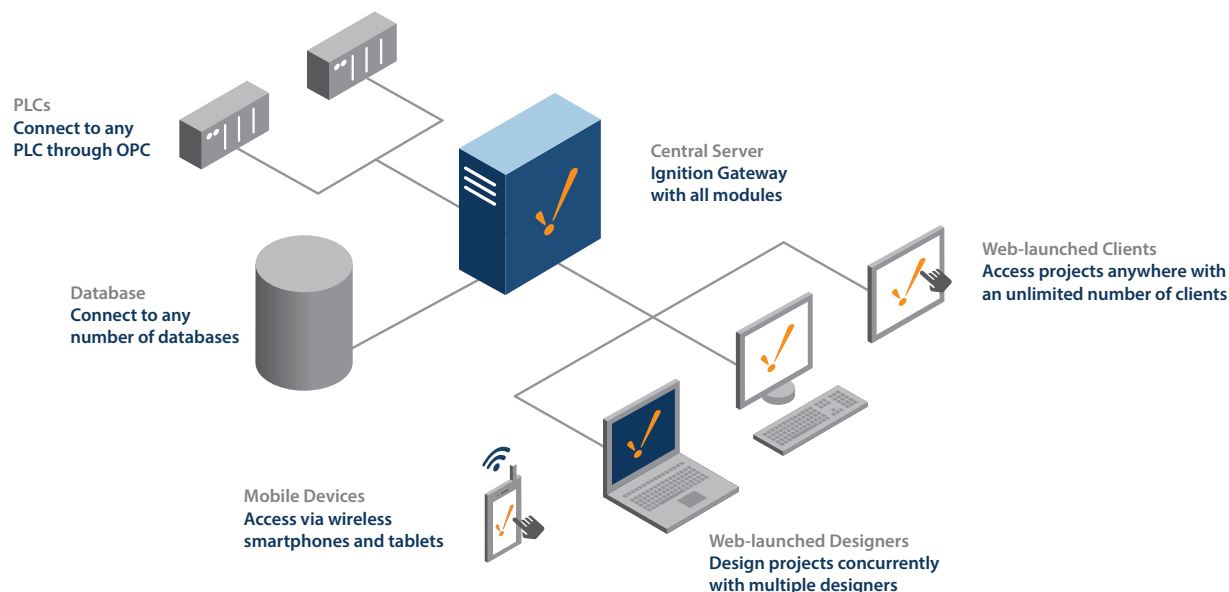 PLCs
Connect to any
PLC through OPC
Central Server
Ignition Gateway
with all modules
Web-launched Clients
Access projects anywhere with
an unlimited number of clients
Database
Connect to any
number of databases
Mobile Devices
Access via wireless
smartphones and tablets
Web-launched Designers
Design projects concurrently
with multiple designers